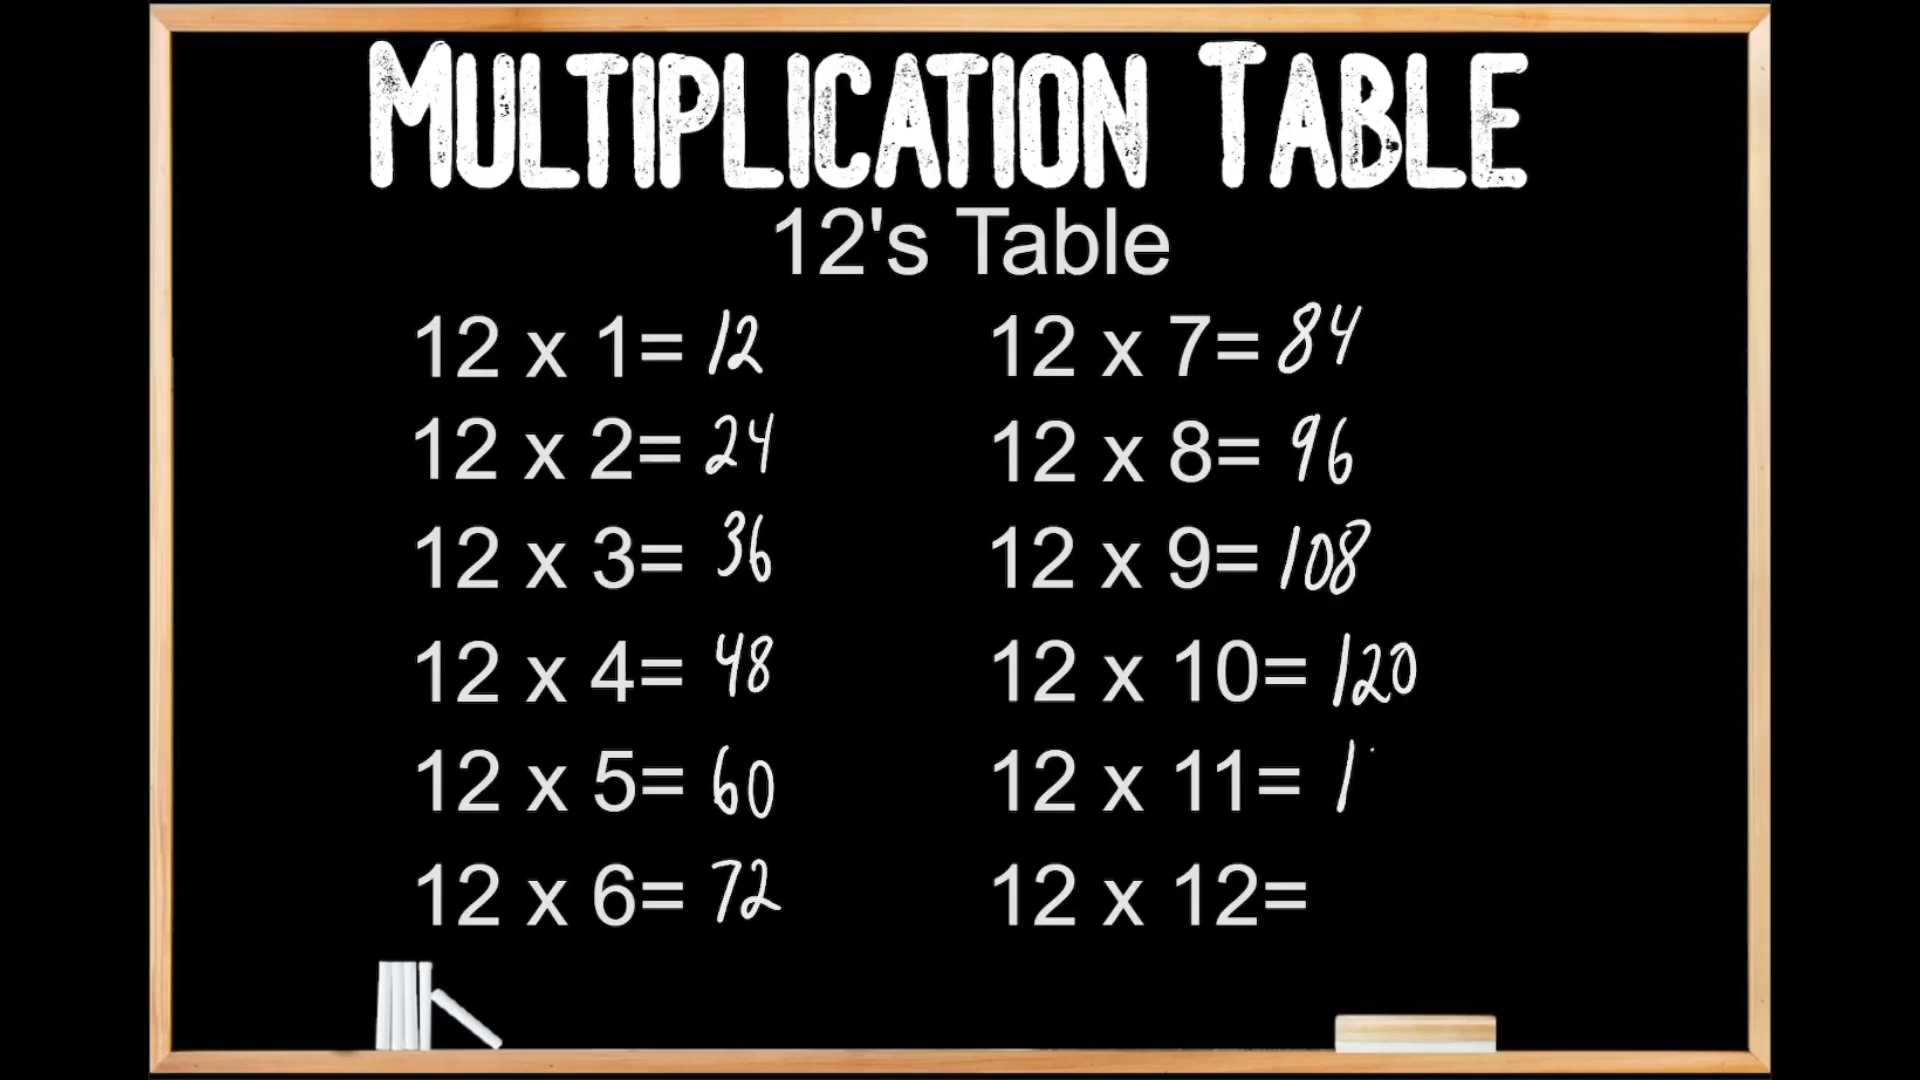 MULTIPLICATION TABLE
12's Table
12 x 1= 12
12 x 2= 24
12 x 3= 36
12 x 4= 48
12 x 5= 60
12 x 6= 72
12 x 7= 84
12 x 8= 96
12 x 9= 108
12 x 10= 120
12 x 11= 1
12 x 12=